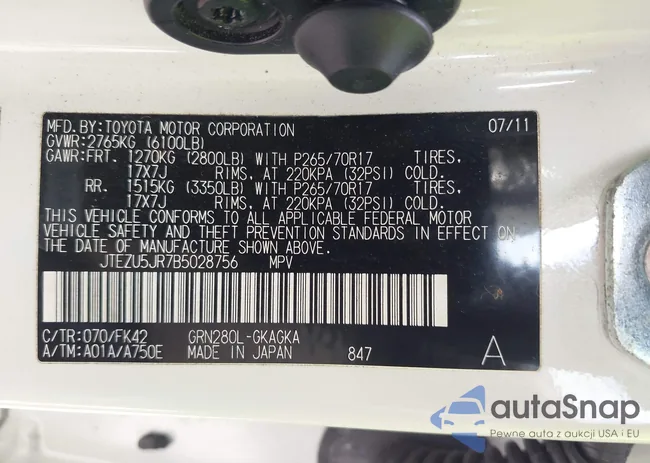 MFD.BY:TOYOTA MOTOR CORPORATION 07/11
GVWR:2765KG (6100LB)
GAWR:FRT. 1270KG (2800LB) WITH P265/70R17 TIRES,
17X7J RIMS, AT 220KPA (32PSI) COLD.
RR. 1515KG (3350LB) WITH P265/70R17 TIRES,
17X7J RIMS, AT 220KPA (32PSI) COLD.
THIS VEHICLE CONFORMS TO ALL APPLICABLE FEDERAL MOTOR
VEHICLE SAFETY AND THEFT PREVENTION STANDARDS IN EFFECT ON
THE DATE OF MANUFACTURE SHOWN ABOVE.
JTEZU5JR7B5028756 MPV
C/TR:070/FK42 GRN280L-GKAGKA
A/TM:A01A/A750E MADE IN JAPAN 847 A
autaSnap
Pewne auta z aukcji USA i EU